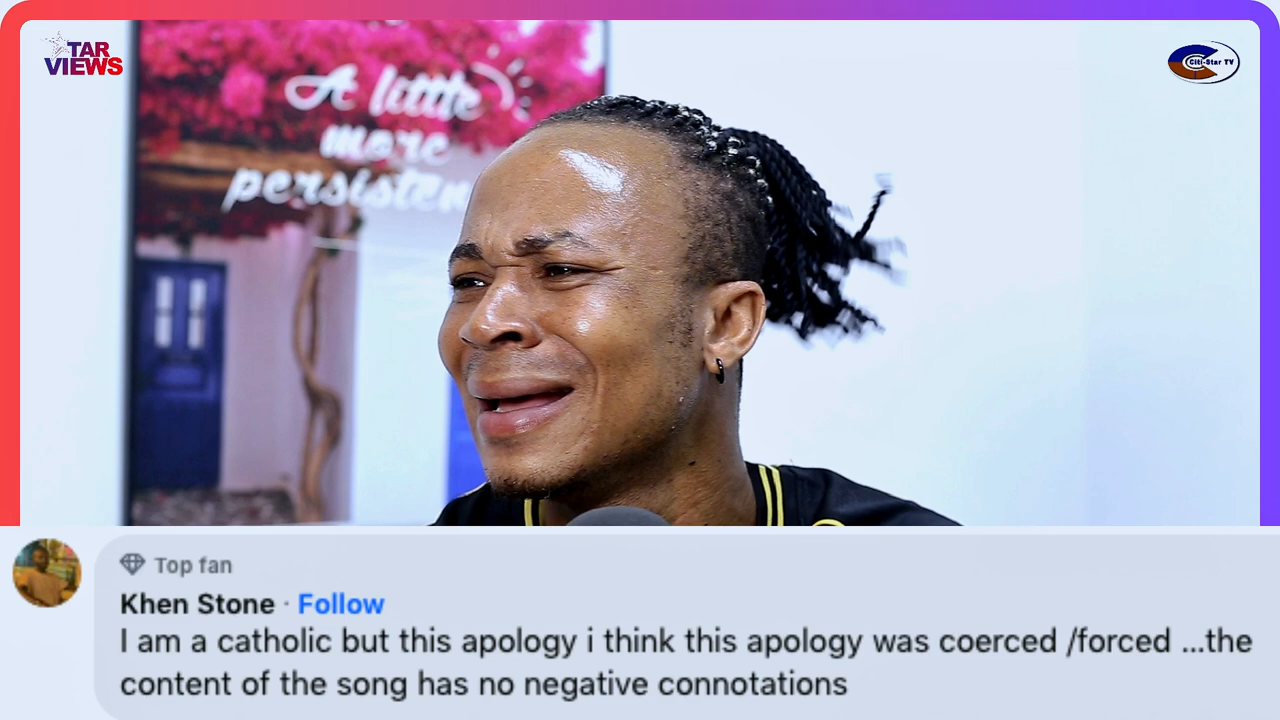 TAR
VIEWS
Citi-Star TV
A little
more
Top fan
Khen Stone · Follow
I am a catholic but this apology i think this apology was coerced /forced ...the
content of the song has no negative connotations